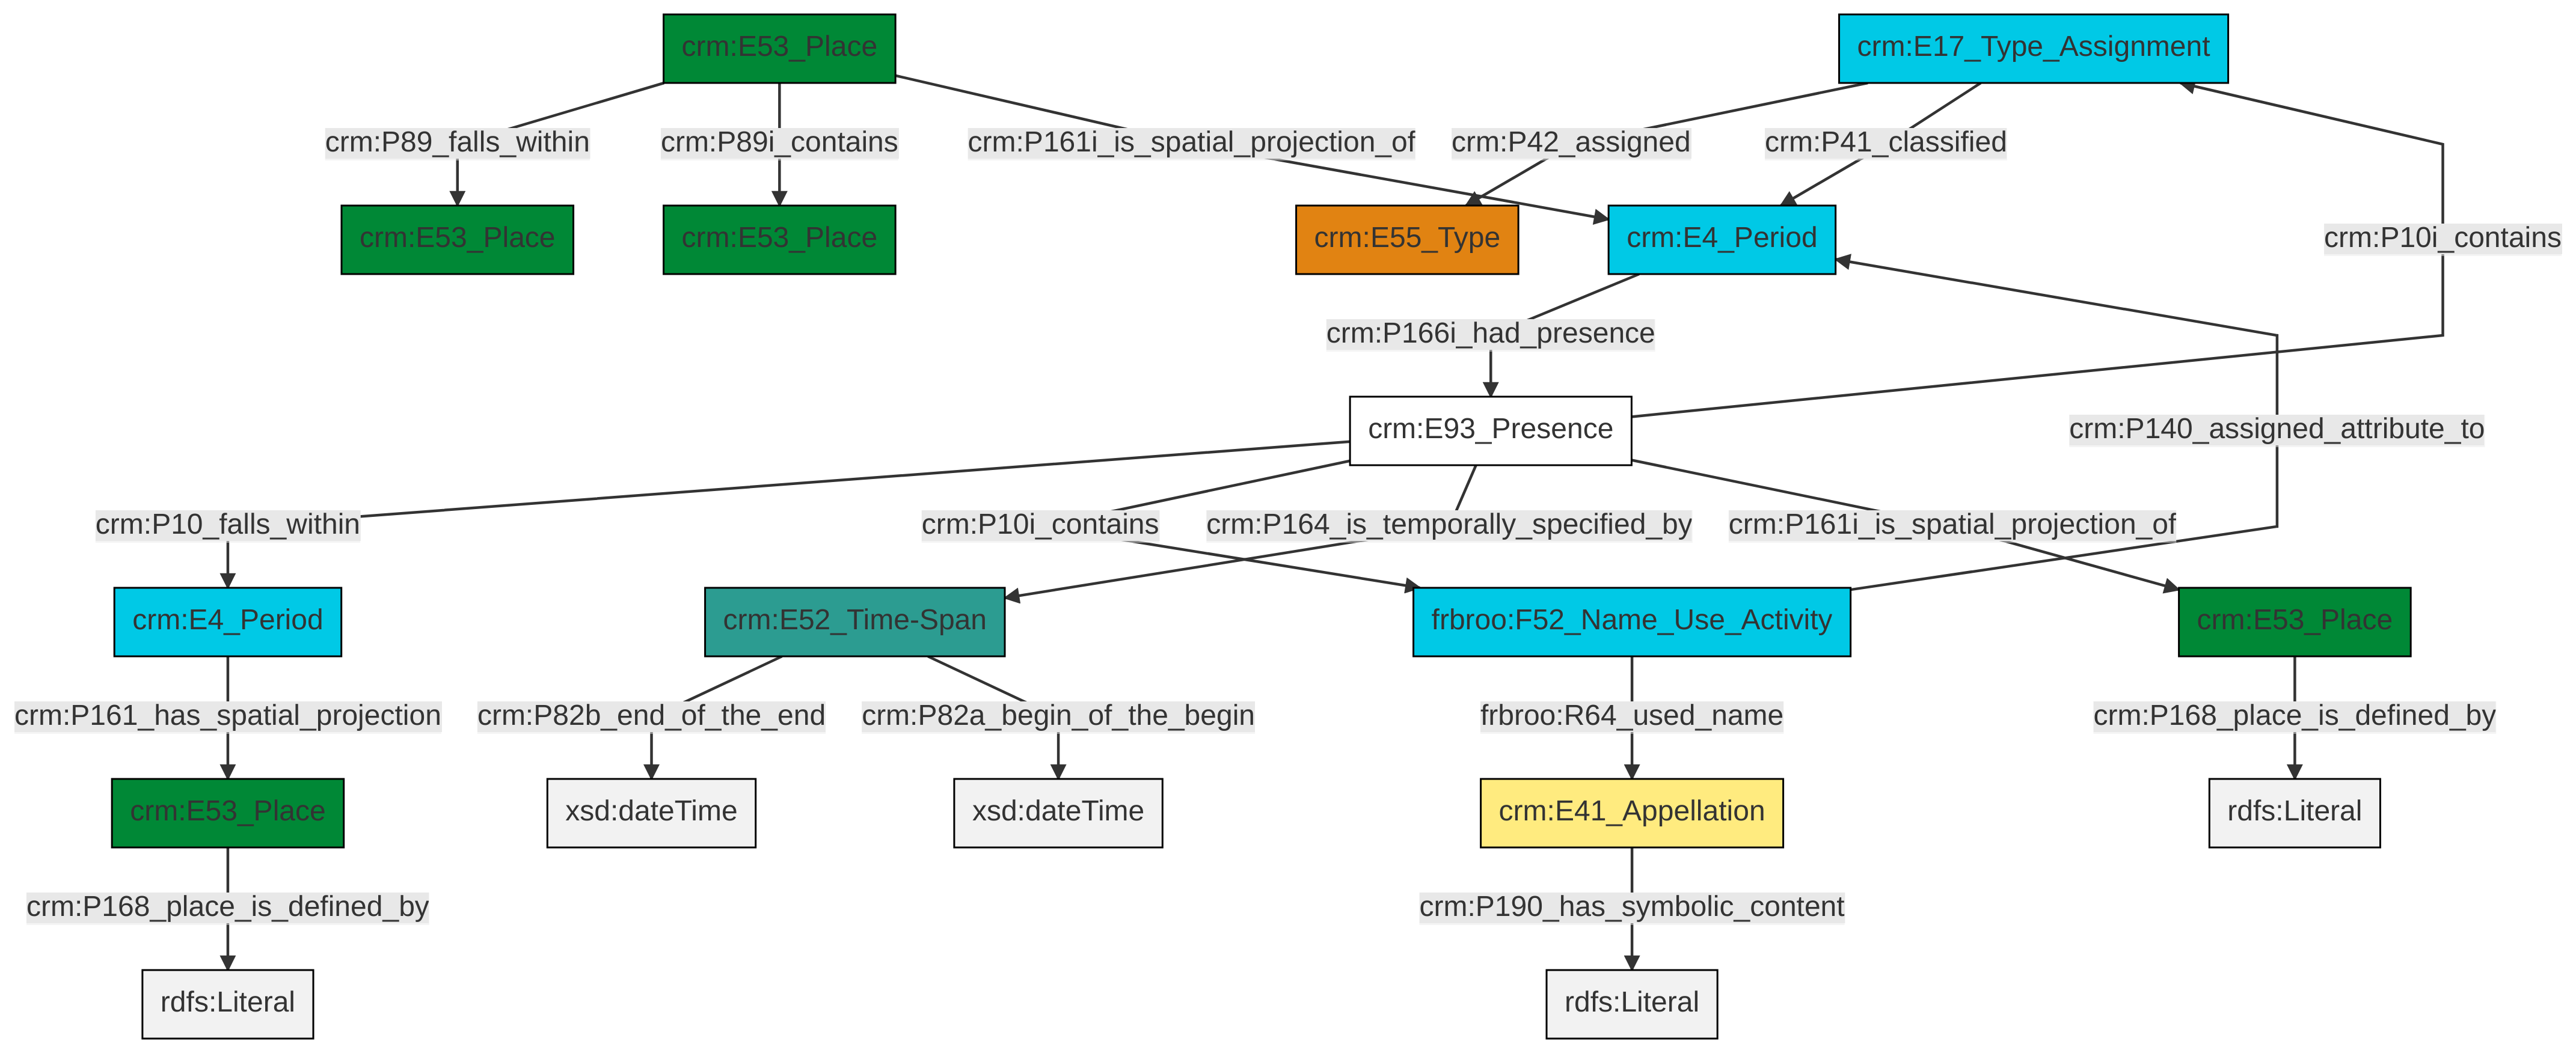 crm:E53_Place
crm:E17_Type_Assignment
crm:P89_falls_within
crm:P89i_contains
crm:P161i_is_spatial_projection_of
crm:P42_assigned
crm:P41_classified
crm:E53_Place
crm:E53_Place
crm:E55_Type
crm:E4_Period
crm:P10i_contains
crm:P166i_had_presence
crm:E93_Presence
crm:P140_assigned_attribute_to
crm:P10_falls_within
crm:P10i_contains
crm:P164_is_temporally_specified_by
crm:P161i_is_spatial_projection_of
crm:E4_Period
crm:E52_Time-Span
frbroo:F52_Name_Use_Activity
crm:E53_Place
crm:P161_has_spatial_projection
crm:P82b_end_of_the_end
crm:P82a_begin_of_the_begin
frbroo:R64_used_name
crm:P168_place_is_defined_by
crm:E53_Place
xsd:dateTime
xsd:dateTime
crm:E41_Appellation
rdfs:Literal
crm:P168_place_is_defined_by
crm:P190_has_symbolic_content
rdfs:Literal
rdfs:Literal